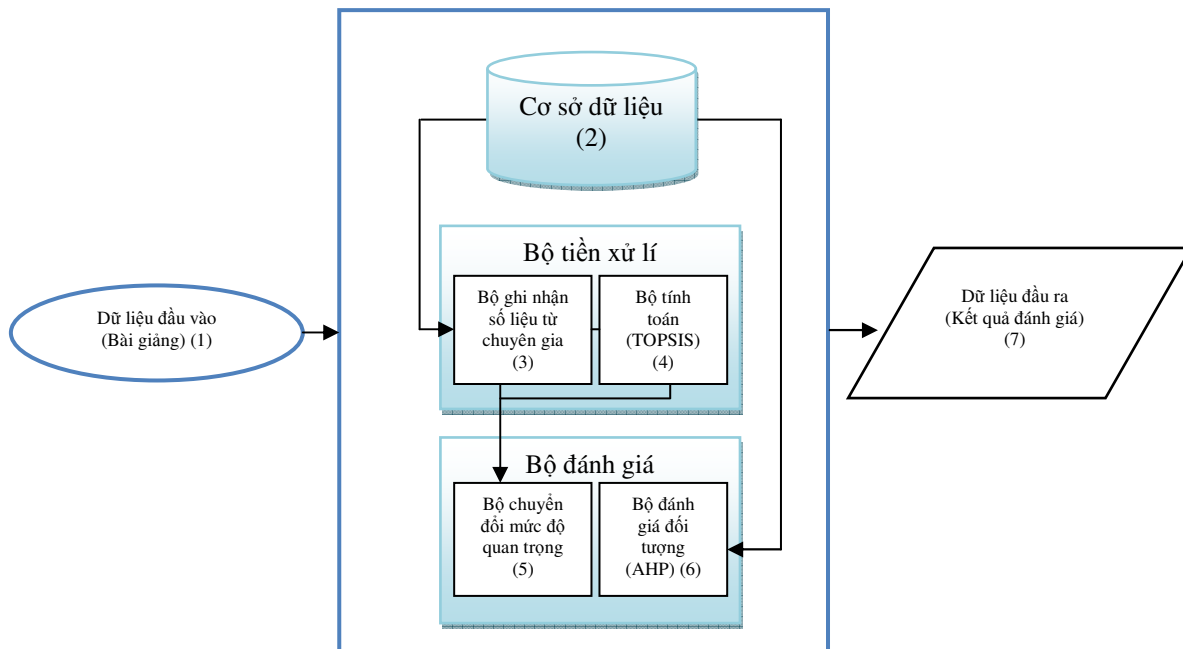 Cơ sở dữ liệu
(2)
Bộ tiền xử lí
Bộ ghi nhận
số liệu từ
chuyên gia
(3)
Bộ tính
toán
(TOPSIS)
(4)
Dữ liệu đầu vào
(Bài giảng) (1)
Dữ liệu đầu ra
(Kết quả đánh giá)
(7)
Bộ đánh giá
Bộ chuyển
đổi mức độ
quan trọng
(5)
Bộ đánh
giá đối
tượng
(AHP) (6)